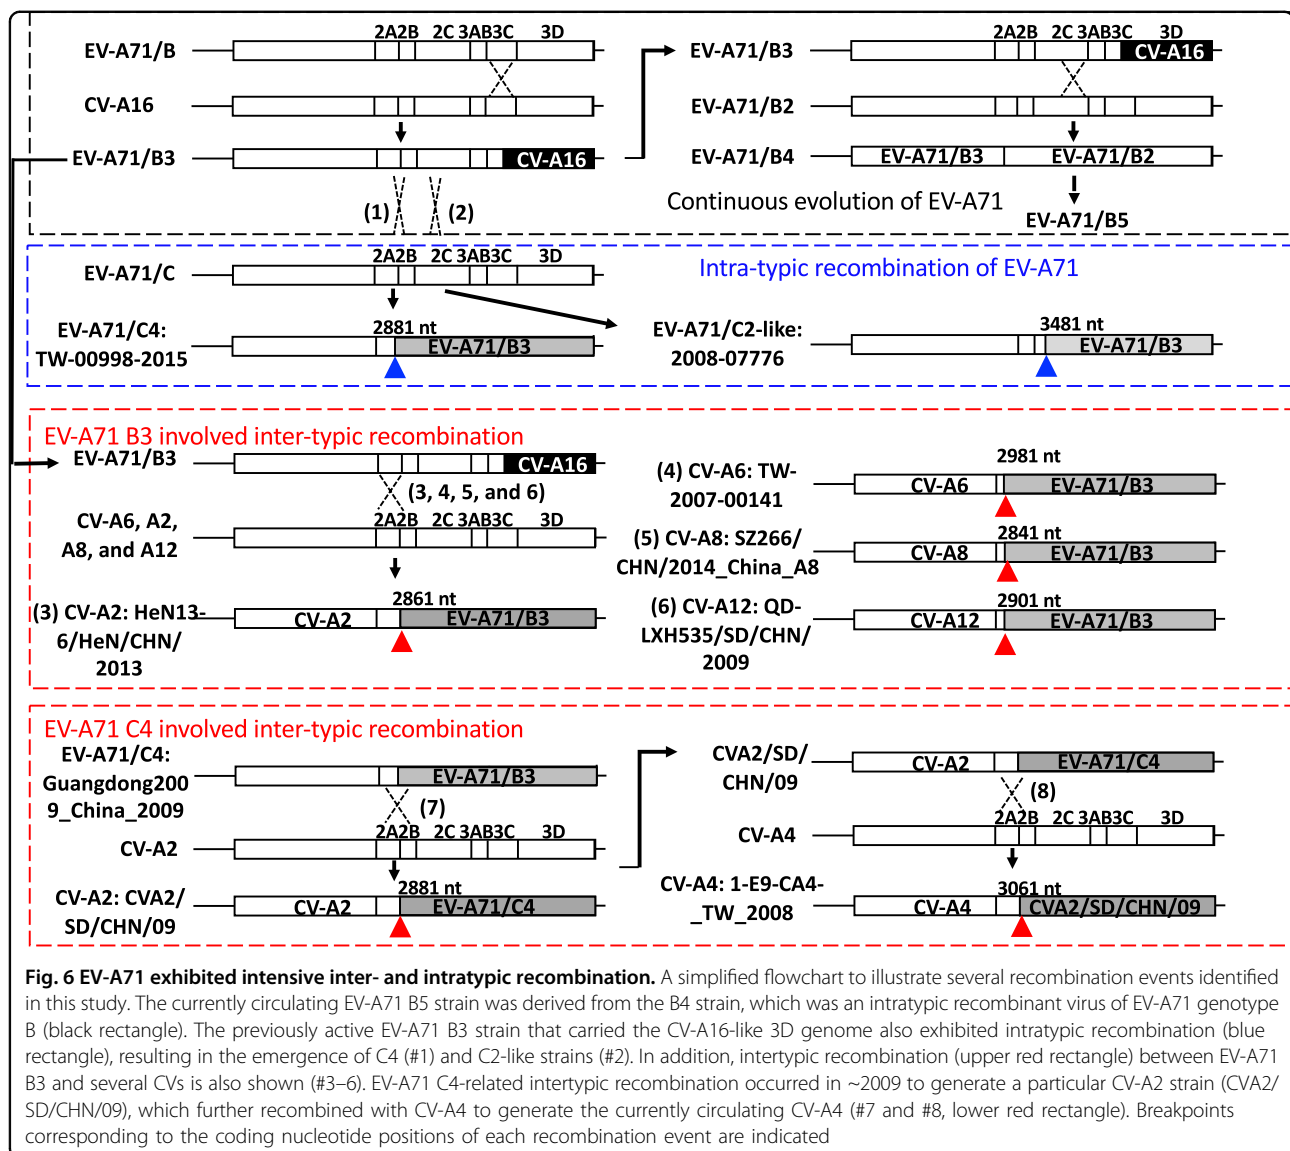 2A2B 2C 3AB3C 3D
EV-A71/B
CV-A16
EV-A71/B3
CV-A16
(1)
(2)
2A2B 2C 3AB3C 3D
EV-A71/B3
CV-A16
EV-A71/B2
EV-A71/B4
EV-A71/B3
EV-A71/B2
Continuous evolution of EV-A71
EV-A71/B5
Intra-typic recombination of EV-A71
2A2B 2C 3AB3C 3D
EV-A71/C
EV-A71/C4:
TW-00998-2015
2881 nt
EV-A71/B3
EV-A71/C2-like:
2008-07776
3481 nt
EV-A71/B3
EV-A71 B3 involved inter-typic recombination
EV-A71/B3
CV-A16
(3, 4, 5, and 6)
CV-A6, A2,
A8, and A12
2A2B 2C 3AB3C 3D
(3) CV-A2: HeN13-
6/HeN/CHN/
2013
2861 nt
CV-A2
EV-A71/B3
(4) CV-A6: TW-
2007-00141
2981 nt
CV-A6
EV-A71/B3
(5) CV-A8: SZ266/
CHN/2014_China_A8
2841 nt
CV-A8
EV-A71/B3
(6) CV-A12: QD-
LXH535/SD/CHN/
2009
2901 nt
CV-A12
EV-A71/B3
EV-A71 C4 involved inter-typic recombination
EV-A71/C4:
Guangdong200
9_China_2009
EV-A71/B3
(7)
2A2B 2C 3AB3C 3D
CV-A2
CV-A2: CVA2/
SD/CHN/09
2881 nt
CV-A2
EV-A71/C4
CVA2/SD/
CHN/09
CV-A2
EV-A71/C4
(8)
2A2B 2C 3AB3C 3D
CV-A4
CV-A4: 1-E9-CA4-
_TW_2008
3061 nt
CV-A4
CVA2/SD/CHN/09
Fig. 6 EV-A71 exhibited intensive inter- and intratypic recombination. A simplified flowchart to illustrate several recombination events identified
in this study. The currently circulating EV-A71 B5 strain was derived from the B4 strain, which was an intratypic recombinant virus of EV-A71 genotype
B (black rectangle). The previously active EV-A71 B3 strain that carried the CV-A16-like 3D genome also exhibited intratypic recombination (blue
rectangle), resulting in the emergence of C4 (#1) and C2-like strains (#2). In addition, intertypic recombination (upper red rectangle) between EV-A71
B3 and several CVs is also shown (#3–6). EV-A71 C4-related intertypic recombination occurred in ~2009 to generate a particular CV-A2 strain (CVA2/
SD/CHN/09), which further recombined with CV-A4 to generate the currently circulating CV-A4 (#7 and #8, lower red rectangle). Breakpoints
corresponding to the coding nucleotide positions of each recombination event are indicated